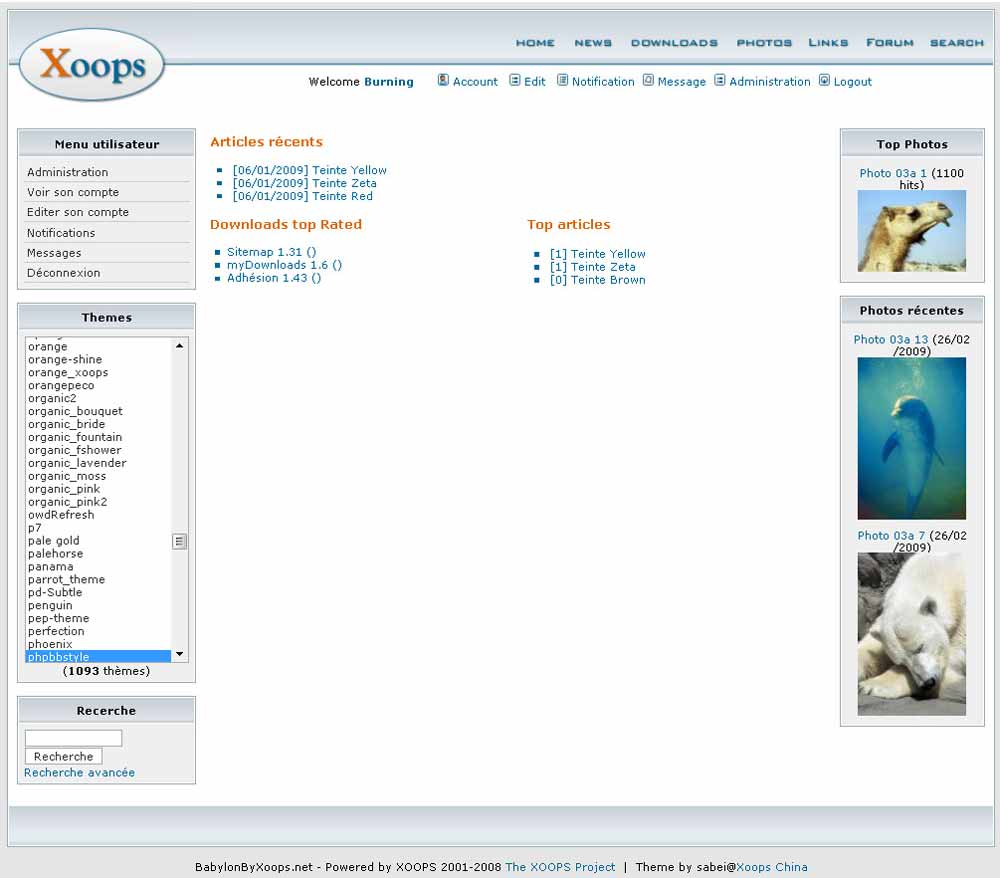 Xoops
HOME NEWS DOWNLOADS PHOTOS LINKS FORUM SEARCH
Welcome Burning Account Edit Notification Message Administration Logout
Menu utilisateur
Administration
Voir son compte
Editer son compte
Notifications
Messages
Déconnexion
Themes
orange
orange-shine
orange_xoops
orangepeco
organic2
organic_bouquet
organic_bride
organic_fountain
organic_fshower
organic_lavender
organic_moss
organic_pink
organic_pink2
owdRefresh
p7
pale gold
palehorse
panama
parrot_theme
pd-Subtle
penguin
pep-theme
perfection
phoenix
phpbbstyle
(1093 thèmes)
Recerche
Recherche
Recherche avancée
Articles récents
[06/01/2009] Teinte Yellow
[06/01/2009] Teinte Zeta
[06/01/2009] Teinte Red
Downloads top Rated
Sitemap 1.31 ()
myDownloads 1.6 ()
Adhésion 1.43 ()
Top articles
[1] Teinte Yellow
[1] Teinte Zeta
[0] Teinte Brown
Top Photos
Photo 03a 1 (1100
hits)
Photos récentes
Photo 03a 13 (26/02
/2009)
Photo 03a 7 (26/02
/2009)
BabylonByXoops.net - Powered by XOOPS 2001-2008 The XOOPS Project | Theme by sabei@Xoops China